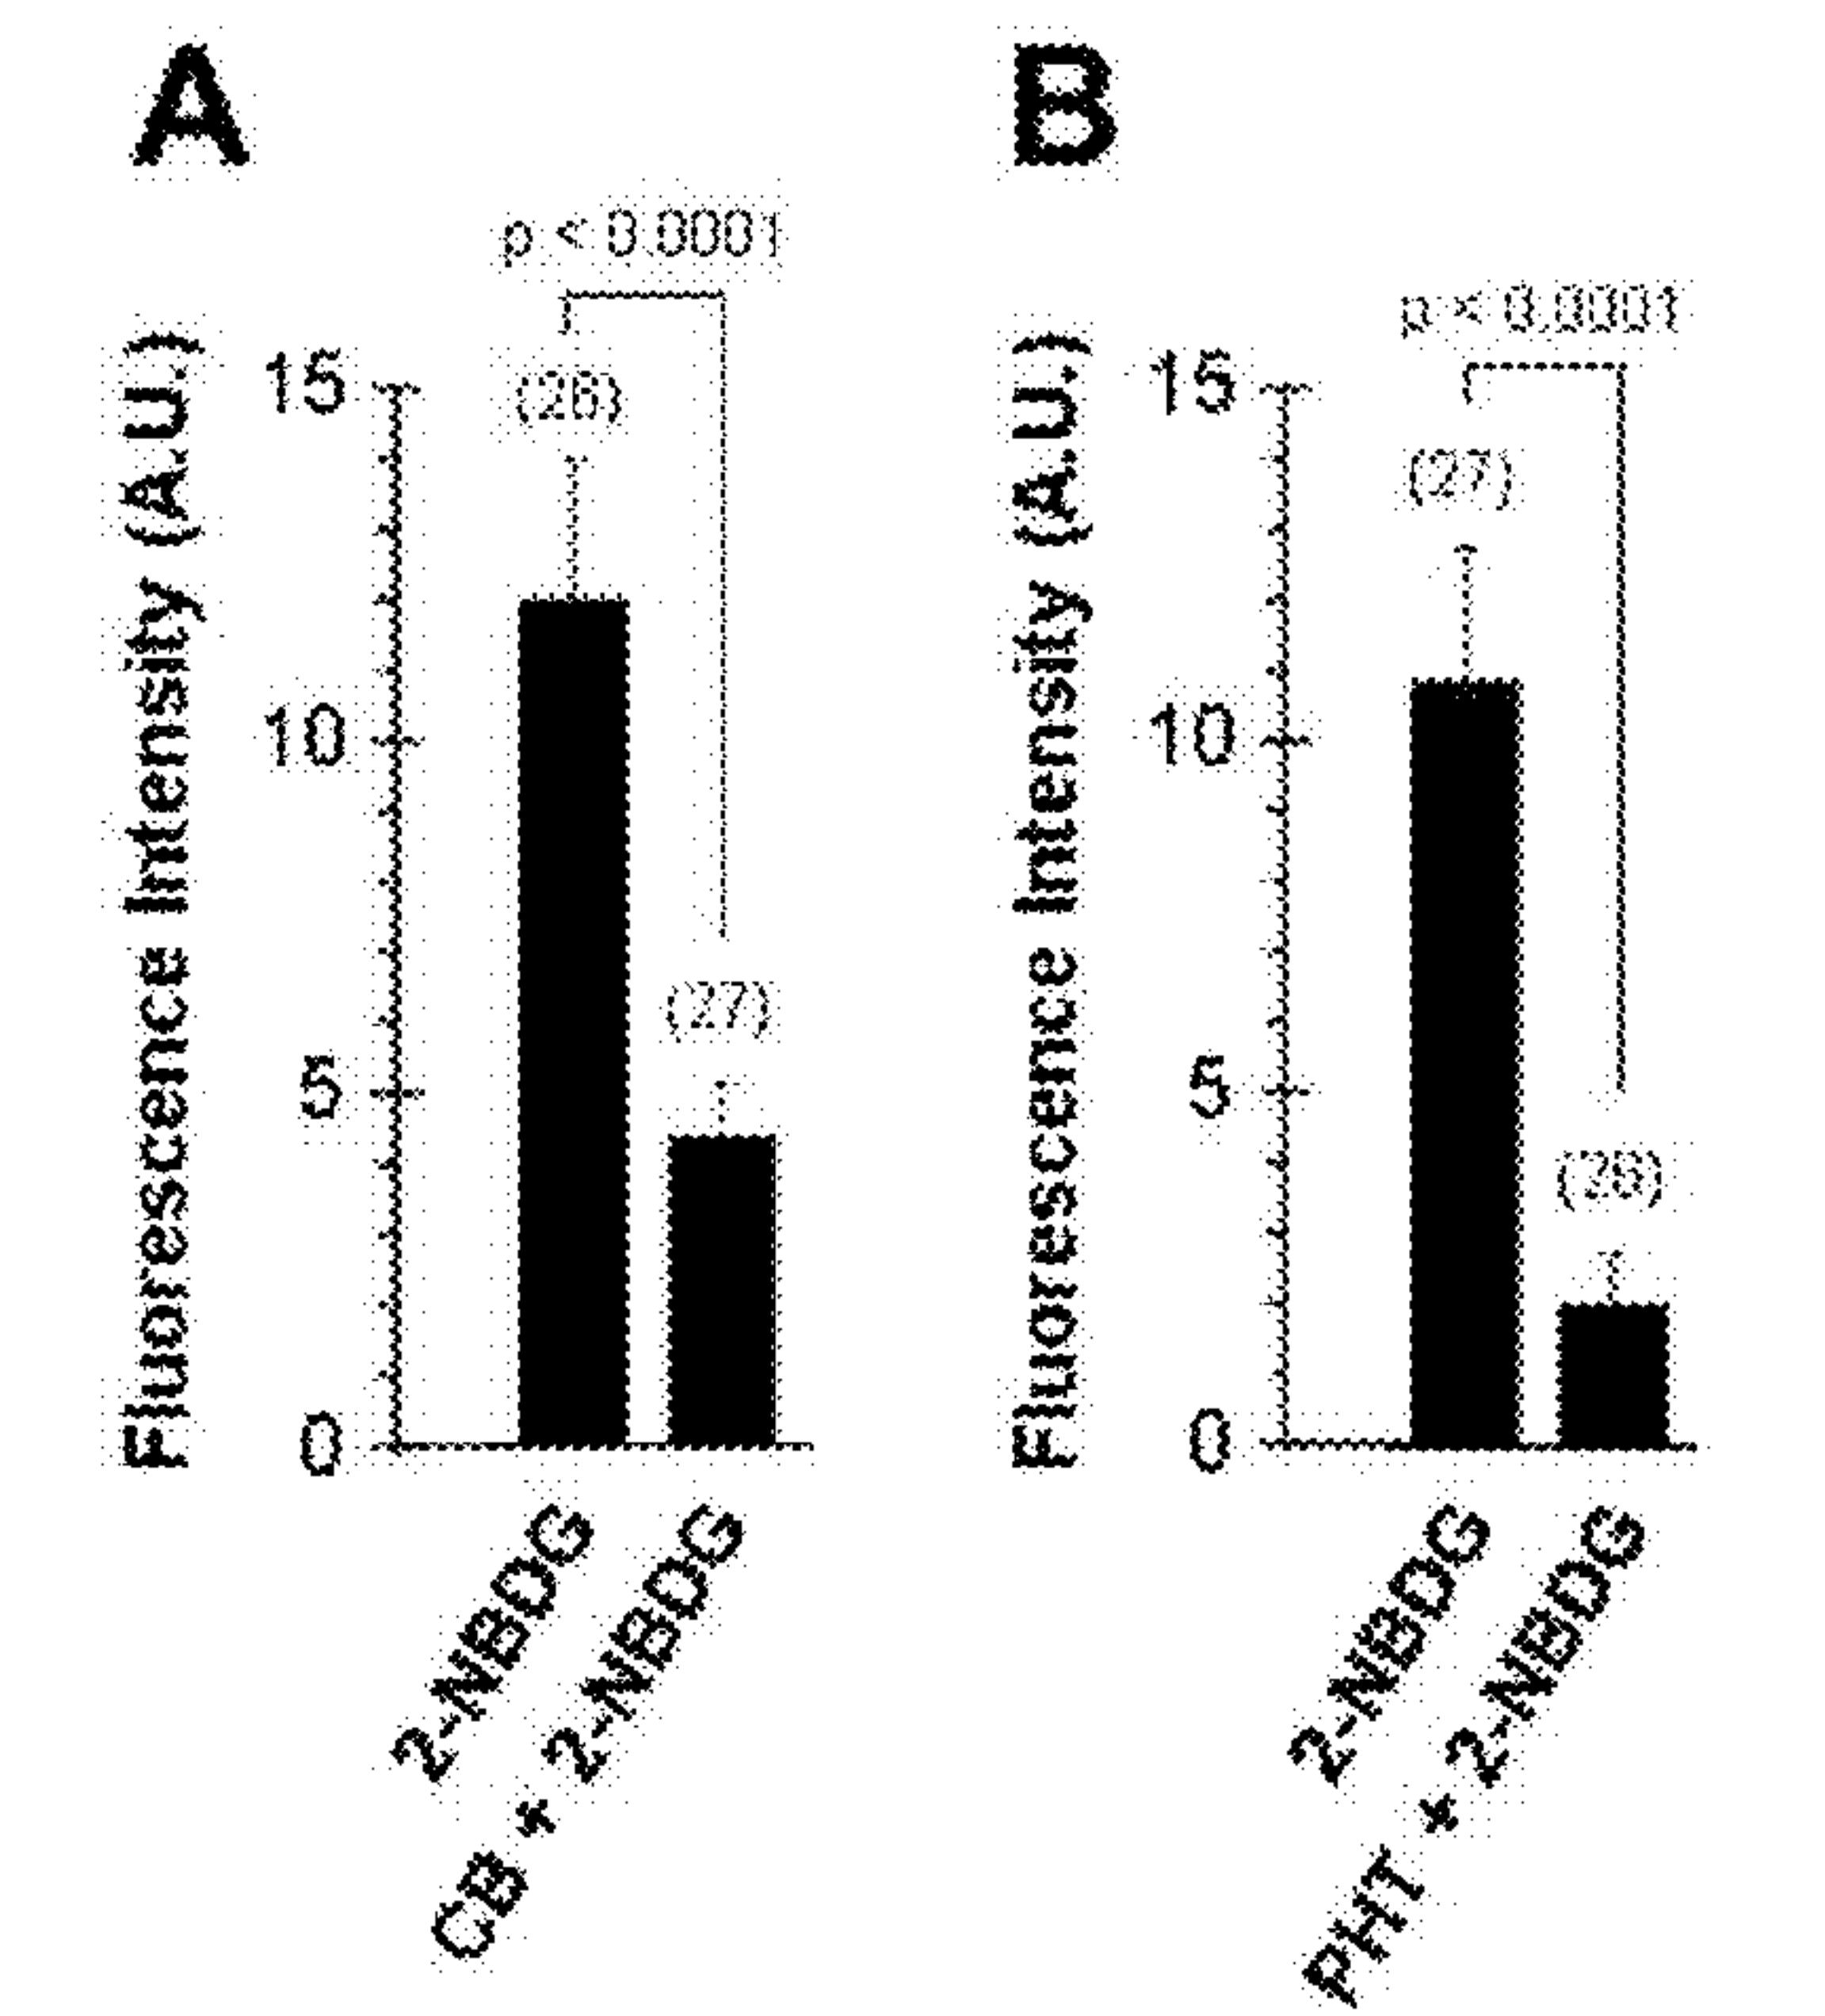 A
p < 0.0001
Fluorescence Intensity (A.U.)
15
10
5
0
(26)
(27)
2-NBDG
CB + 2-NBDG
B
p < 0.0001
Fluorescence Intensity (A.U.)
15
10
5
0
(27)
2-NBDG
PHT + 2-NBDG